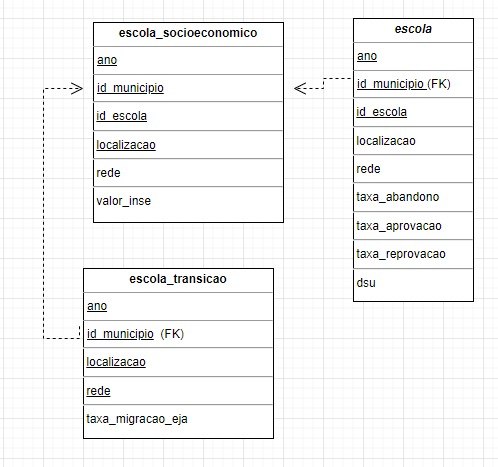 escola_socioeconomico
ano
id_municipio
id_escola
localizacao
rede
valor_inse
escola
ano
id_municipio (FK)
id_escola
localizacao
rede
taxa_abandono
taxa_aprovacao
taxa_reprovacao
dsu
escola_transicao
ano
id_municipio (FK)
localizacao
rede
taxa_migracao_eja